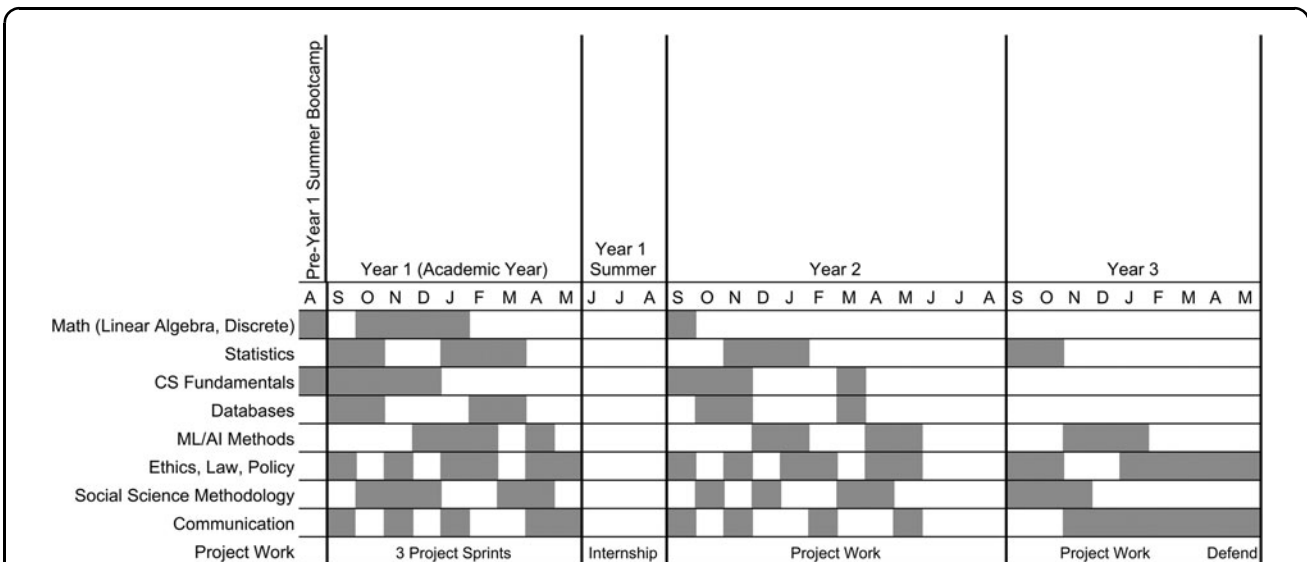 Pre-Year 1 Summer Bootcamp
Year 1 (Academic Year)
Year 1
Summer
Year 2
Year 3
A S O N D J F M A M J J A S O N D J F M A M J J A S O N D J F M A M
Math (Linear Algebra, Discrete)
Statistics
CS Fundamentals
Databases
ML/AI Methods
Ethics, Law, Policy
Social Science Methodology
Communication
Project Work 3 Project Sprints Internship Project Work Project Work Defend